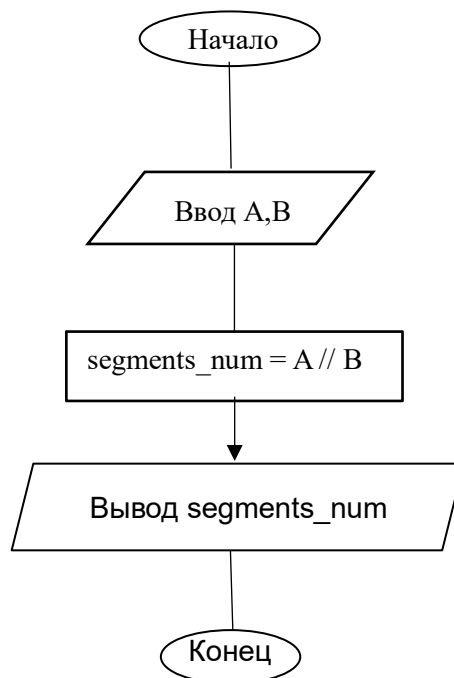 Начало
Ввод A,B
segments_num = A // B
Вывод segments_num
Конец